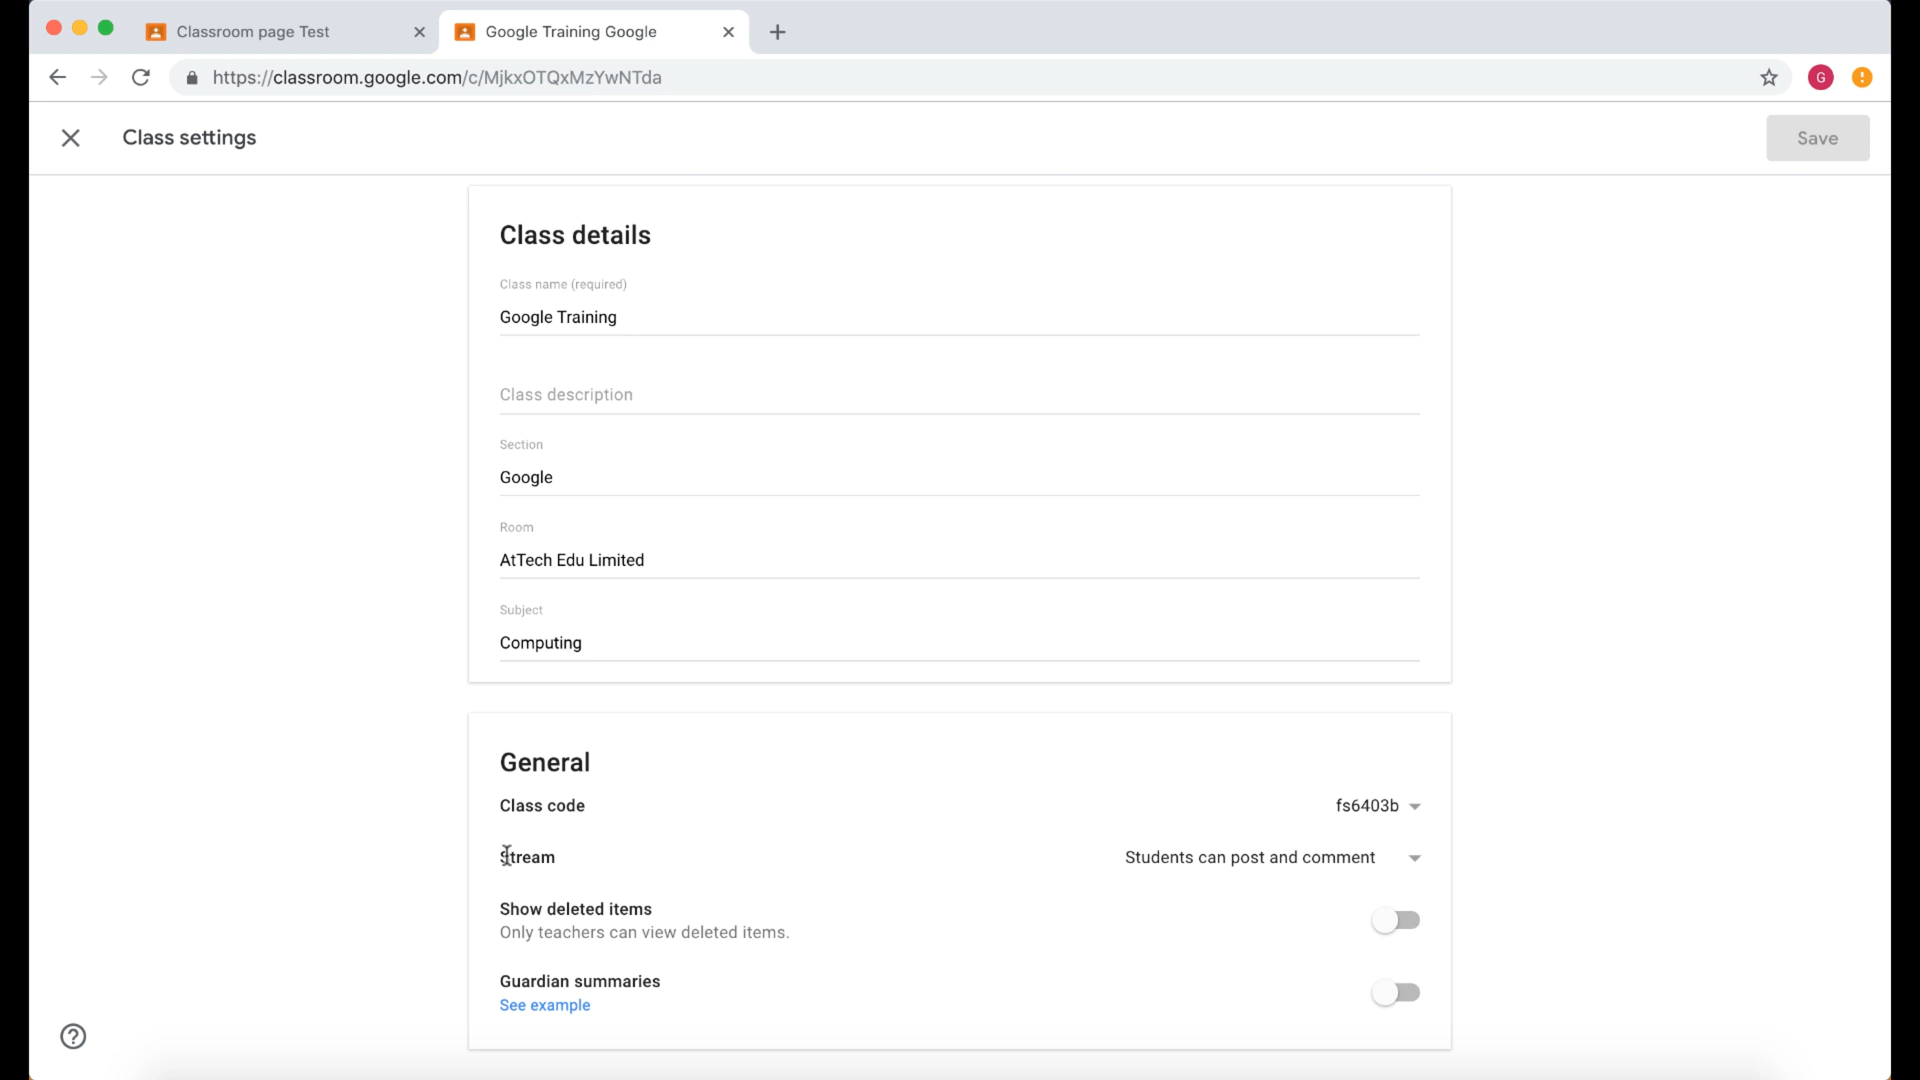 Classroom page Test
Google Training Google
https://classroom.google.com/c/MjkxOTQxMzYwNTda
G
Class settings
Save
Class details
Class name (required)
Google Training
Class description
Section
Google
Room
AtTech Edu Limited
Subject
Computing
General
Class code
fs6403b
Stream
Students can post and comment
Show deleted items
Only teachers can view deleted items.
Guardian summaries
See example